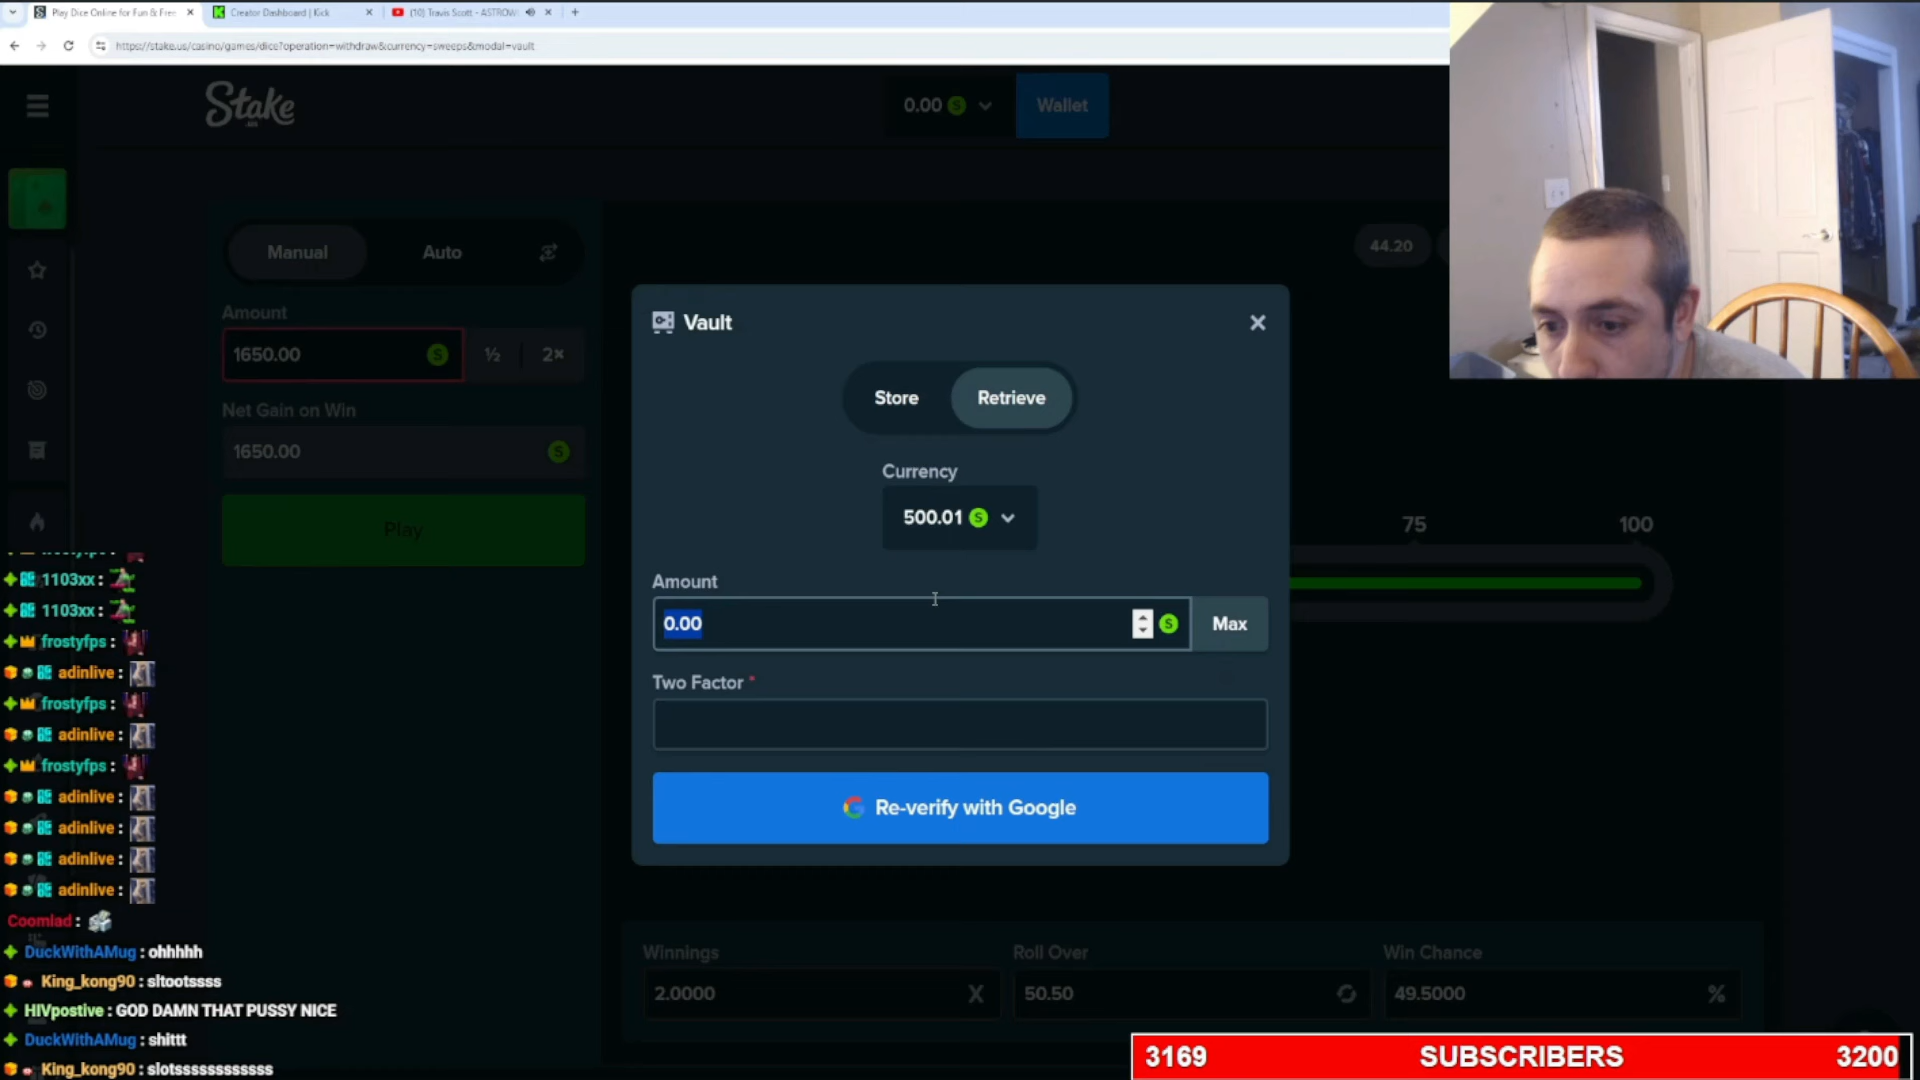 Play Dice Online for Fun & Free
Creator Dashboard | Kick
(10) Travis Scott - ASTROW
https://stake.us/casino/games/dice?operation=withdraw&currency=sweeps&modal=vault
Stake
0.00
Wallet
Manual
Auto
44.20
Amount
1650.00
½
2×
Net Gain on Win
1650.00
Play
Vault
Store
Retrieve
Currency
500.01
Amount
0.00
Max
Two Factor *
Re-verify with Google
75
100
1103xx :
1103xx :
frostyfps :
adinlive :
frostyfps :
adinlive :
frostyfps :
adinlive :
adinlive :
adinlive :
adinlive :
Coomlad :
DuckWithAMug : ohhhhh
King_kong90 : sltootssss
HIVpostive : GOD DAMN THAT PUSSY NICE
DuckWithAMug : shittt
King_kong90 : slotsssssssssss
Winnings
2.0000
Roll Over
50.50
Win Chance
49.5000
%
3169
SUBSCRIBERS
3200